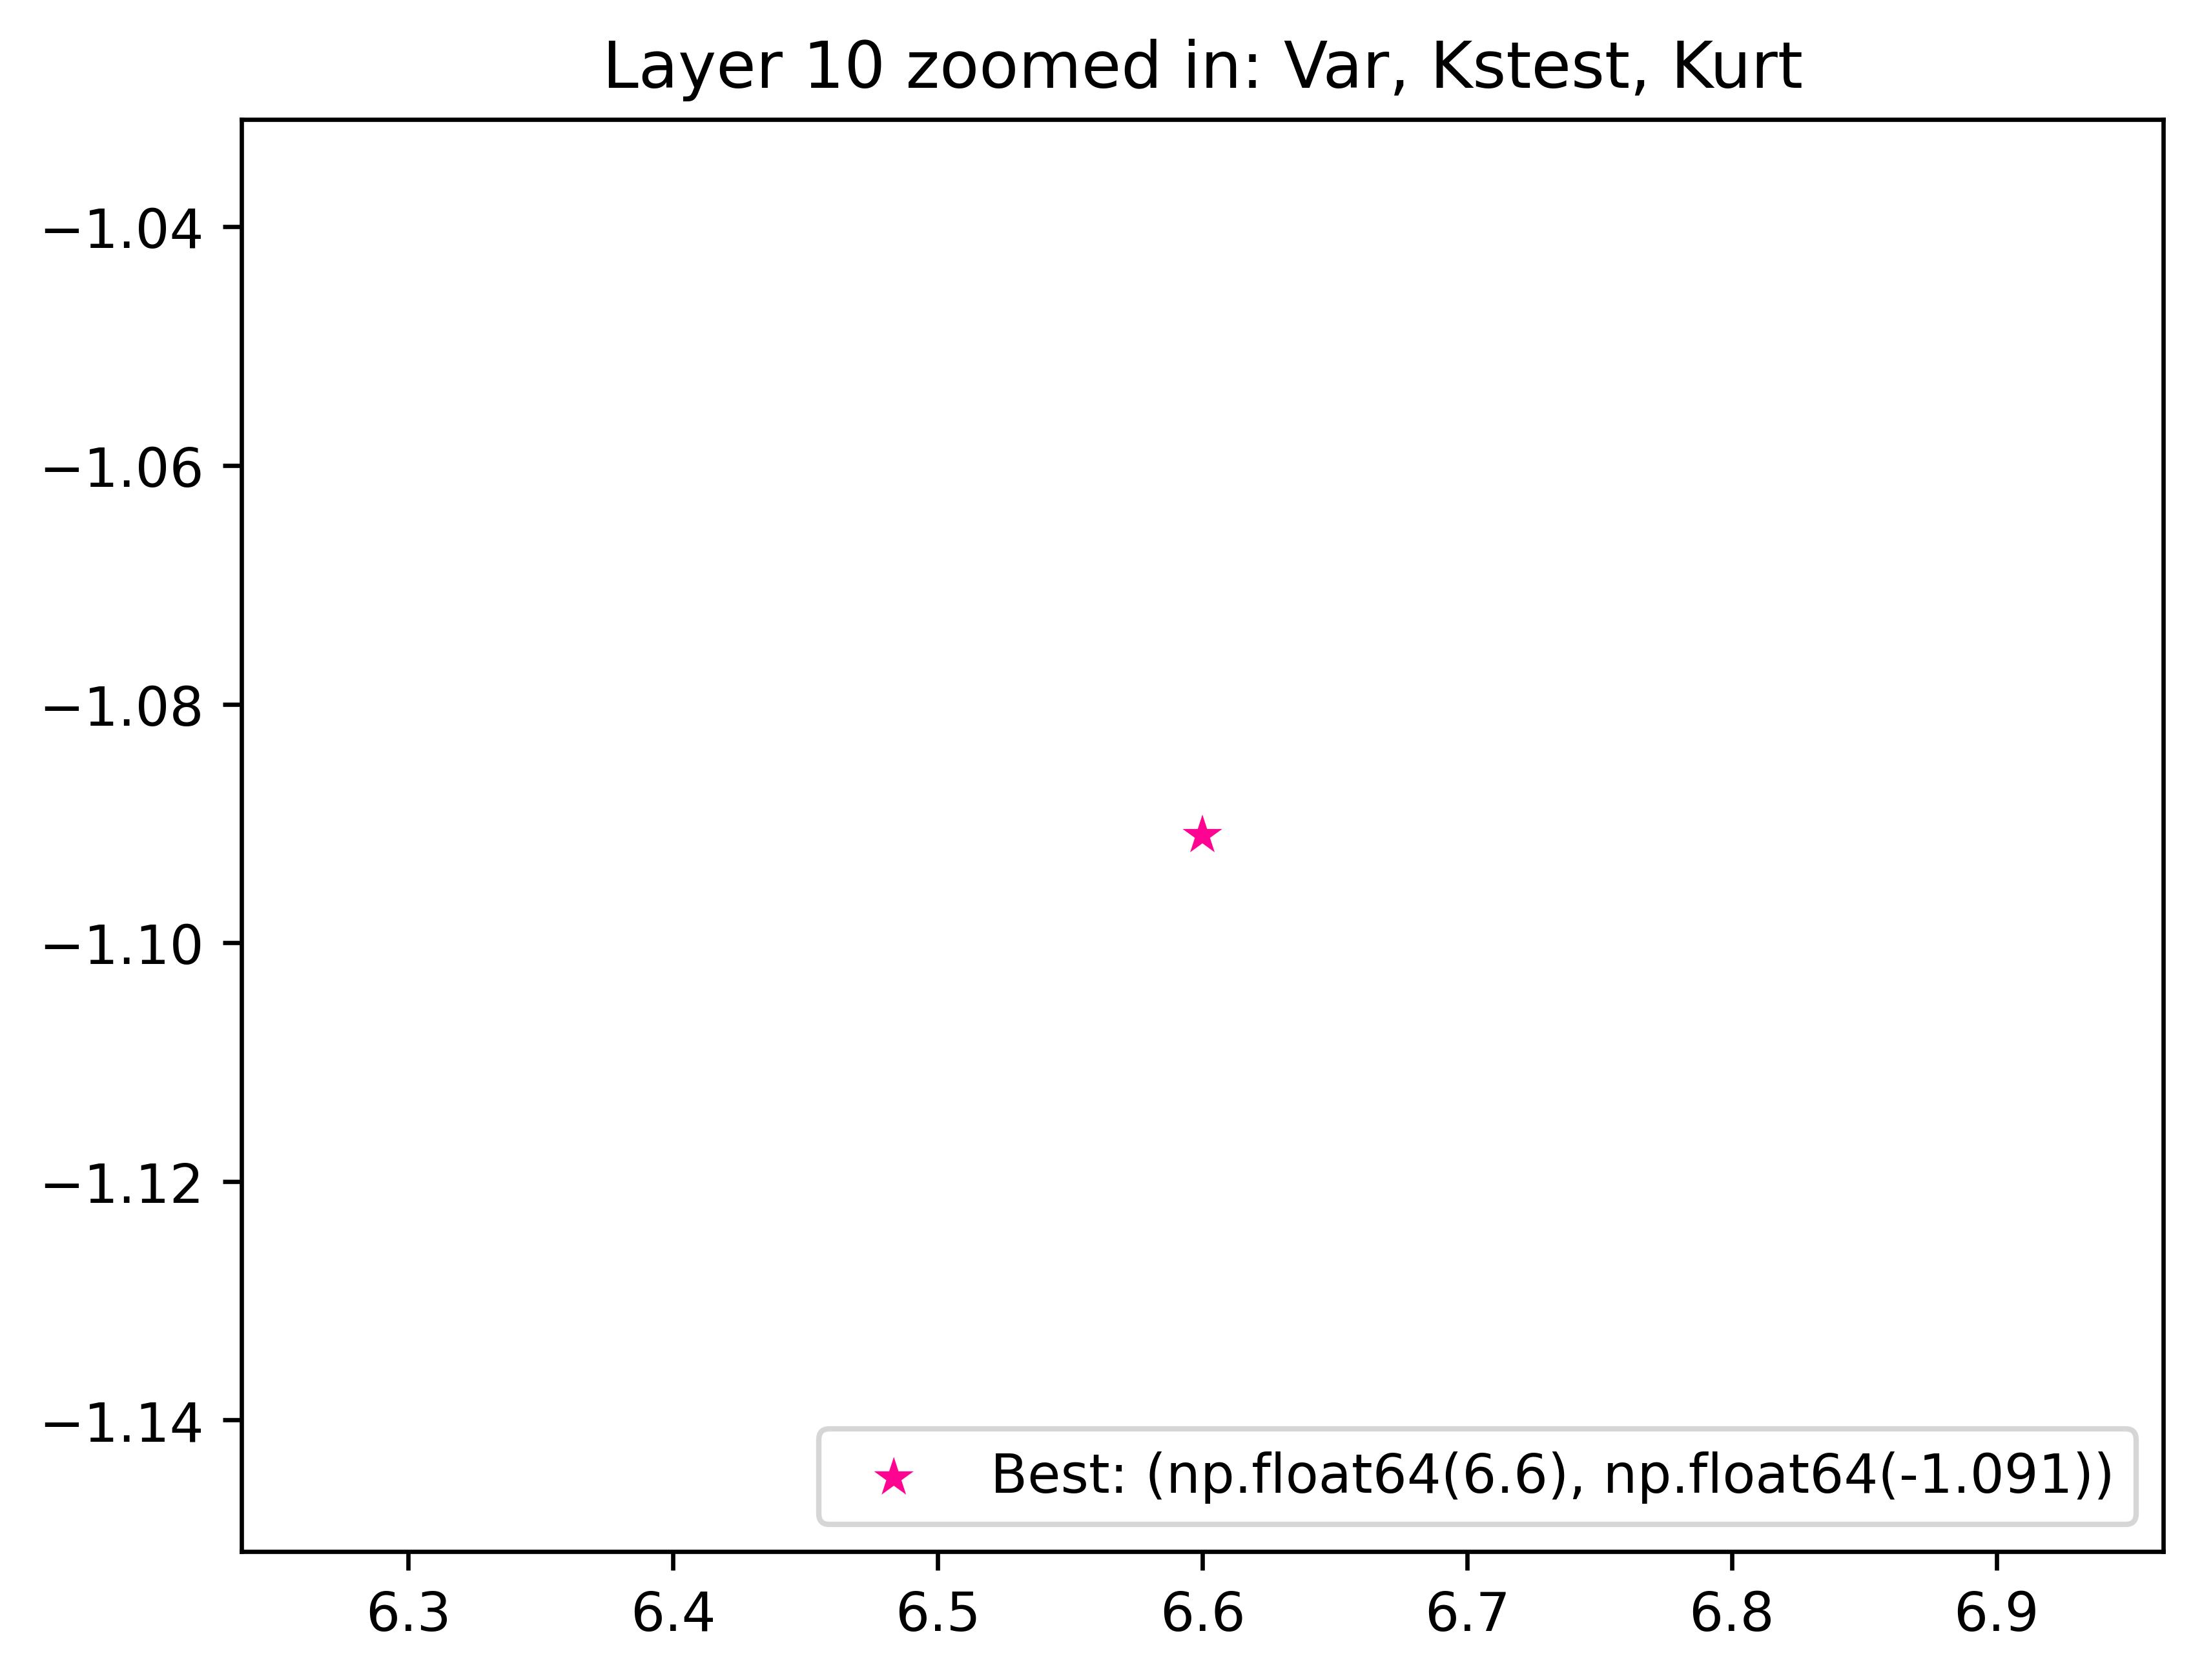 Layer 10 zoomed in: Var, Kstest, Kurt
−1.04
−1.06
−1.08
−1.10
−1.12
−1.14
Best: (np.float64(6.6), np.float64(-1.091))
6.3 6.4 6.5 6.6 6.7 6.8 6.9